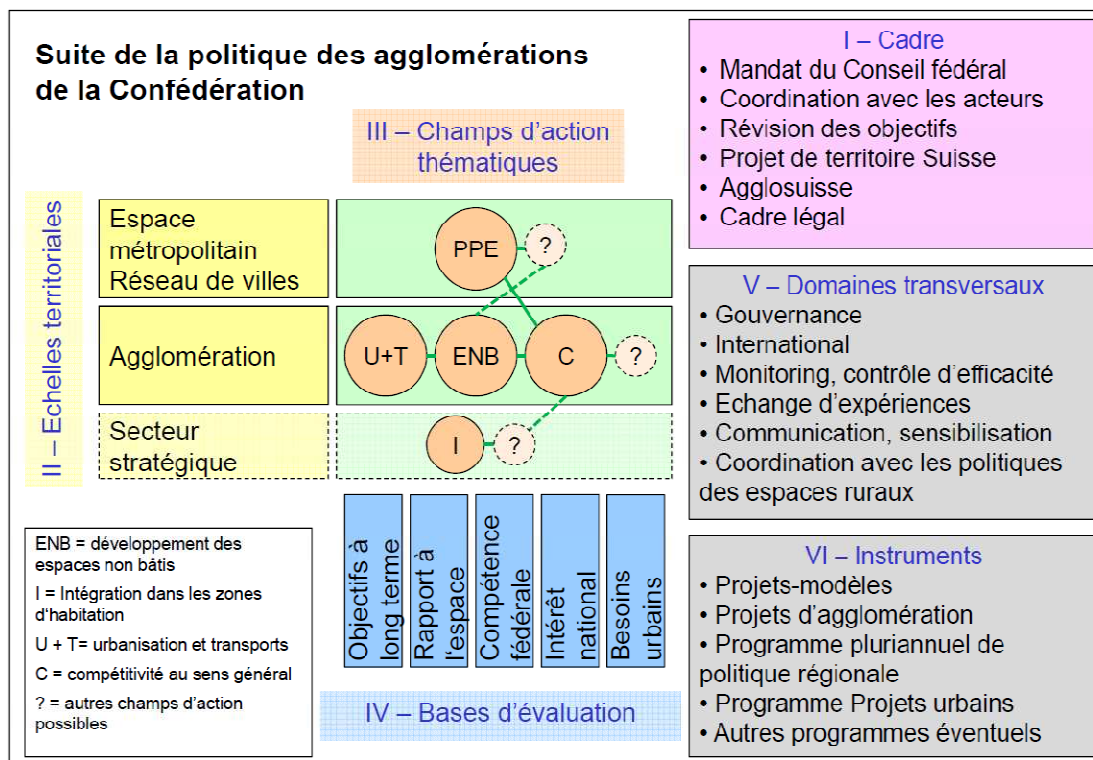 Suite de la politique des agglomérations
de la Confédération
III – Champs d'action
thématiques
II – Echelles territoriales
Espace
métropolitain
Réseau de villes
PPE
?
Agglomération
U+T
ENB
C
?
Secteur
stratégique
I
?
Objectifs à
long terme
Rapport à
l'espace
Compétence
fédérale
Intérêt
national
Besoins
urbains
IV – Bases d'évaluation
ENB = développement des
espaces non bâtis
I = Intégration dans les zones
d'habitation
U + T= urbanisation et transports
C = compétitivité au sens général
? = autres champs d'action
possibles
I – Cadre
• Mandat du Conseil fédéral
• Coordination avec les acteurs
• Révision des objectifs
• Projet de territoire Suisse
• Agglosuisse
• Cadre légal
V – Domaines transversaux
• Gouvernance
• International
• Monitoring, contrôle d'efficacité
• Echange d'expériences
• Communication, sensibilisation
• Coordination avec les politiques
des espaces ruraux
VI – Instruments
• Projets-modèles
• Projets d'agglomération
• Programme pluriannuel de
politique régionale
• Programme Projets urbains
• Autres programmes éventuels